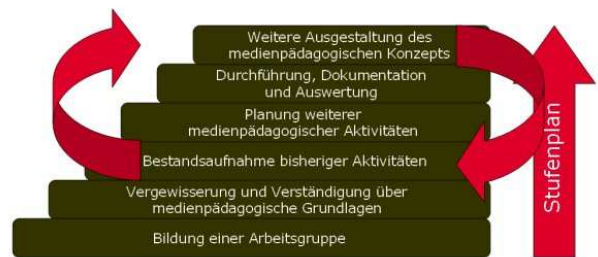 Weitere Ausgestaltung des
medienpädagogischen Konzepts
Durchführung, Dokumentation
und Auswertung
Planung weiterer
medienpädagogischer Aktivitäten
Bestandsaufnahme bisheriger Aktivitäten
Vergewisserung und Verständigung über
medienpädagogische Grundlagen
Bildung einer Arbeitsgruppe
Stufenplan